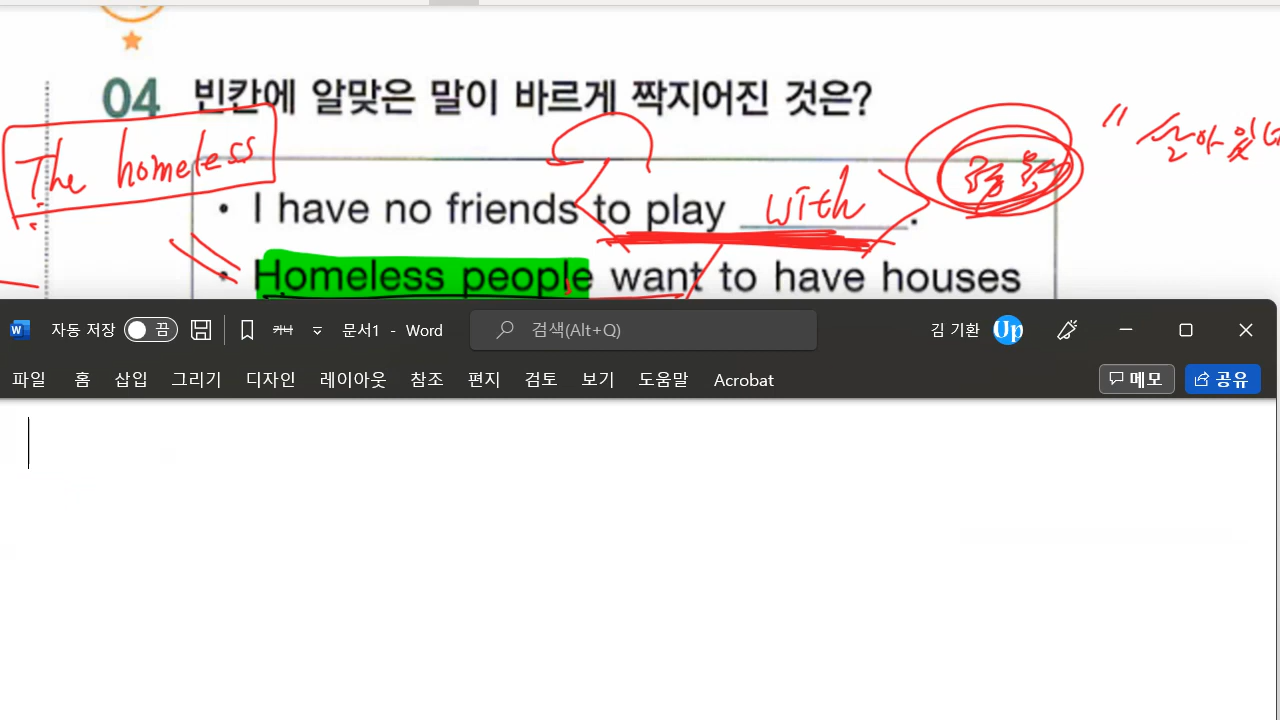 04 빈칸에 알맞은 말이 바르게 짝지어진 것은?
The homeless
" 살아있
• I have no friends to play with.
• Homeless people want to have houses
자동 저장 끔 문서1 - Word 검색(Alt+Q) 김 기환 Up
파일 홈 삽입 그리기 디자인 레이아웃 참조 편지 검토 보기 도움말 Acrobat 메모 공유